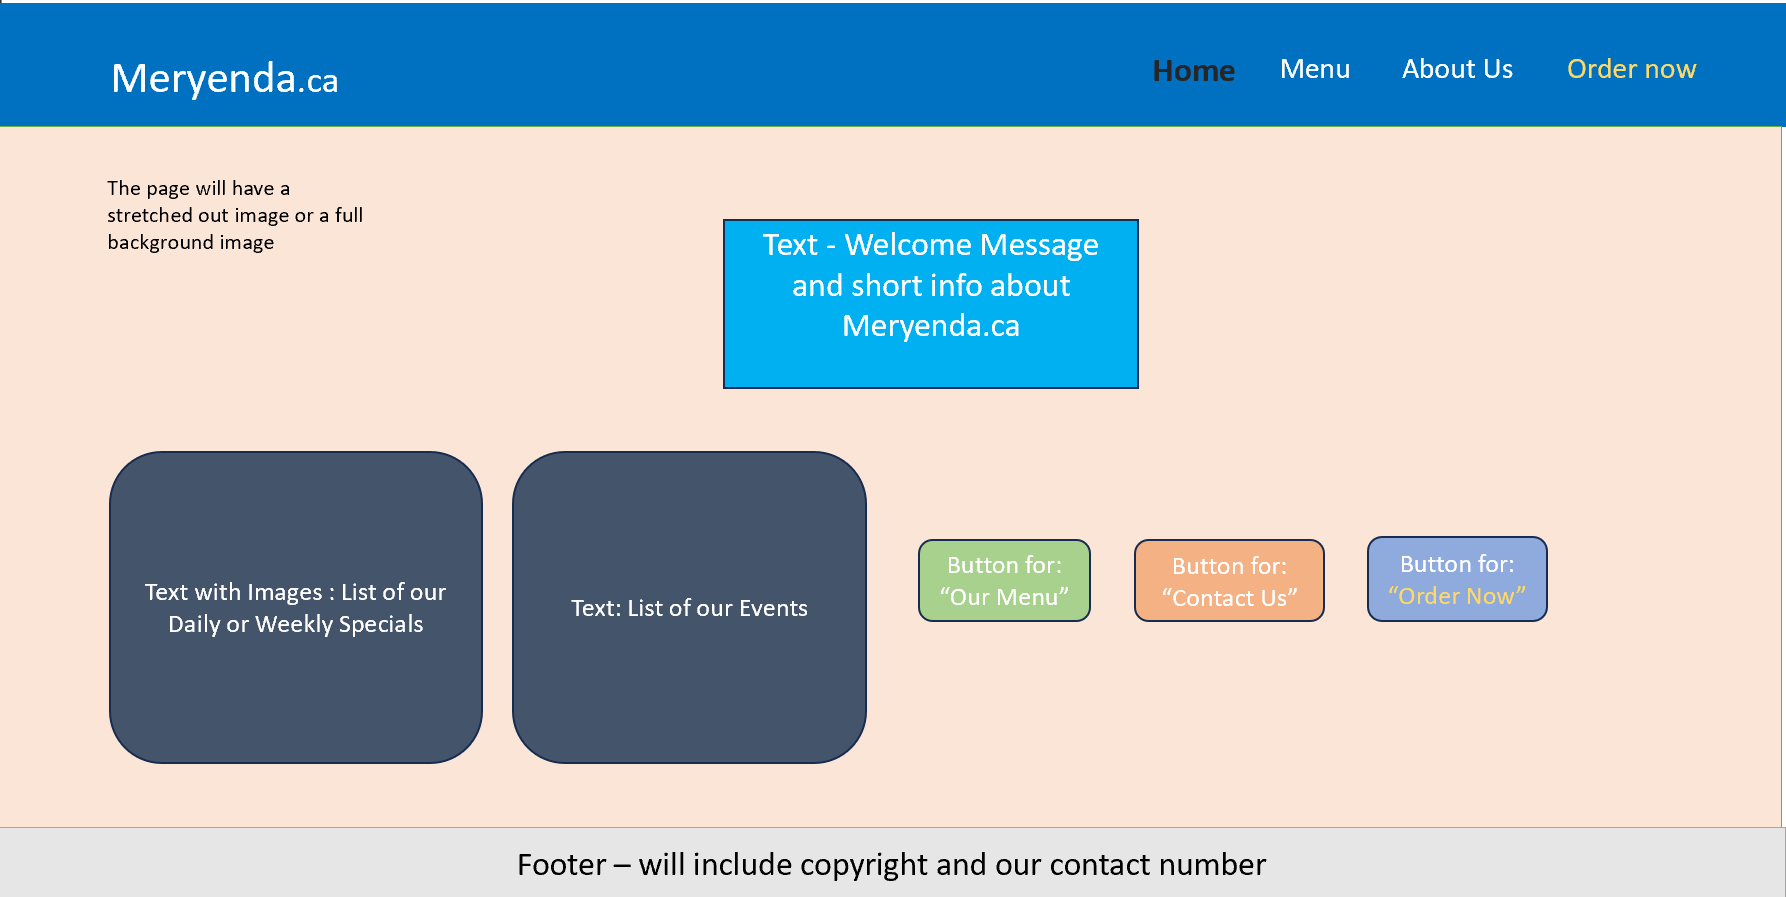 Meryenda.ca
Home Menu About Us Order now
The page will have a
stretched out image or a full
background image
Text - Welcome Message
and short info about
Meryenda.ca
Text with Images : List of our
Daily or Weekly Specials
Text: List of our Events
Button for:
“Our Menu”
Button for:
“Contact Us”
Button for:
“Order Now”
Footer – will include copyright and our contact number